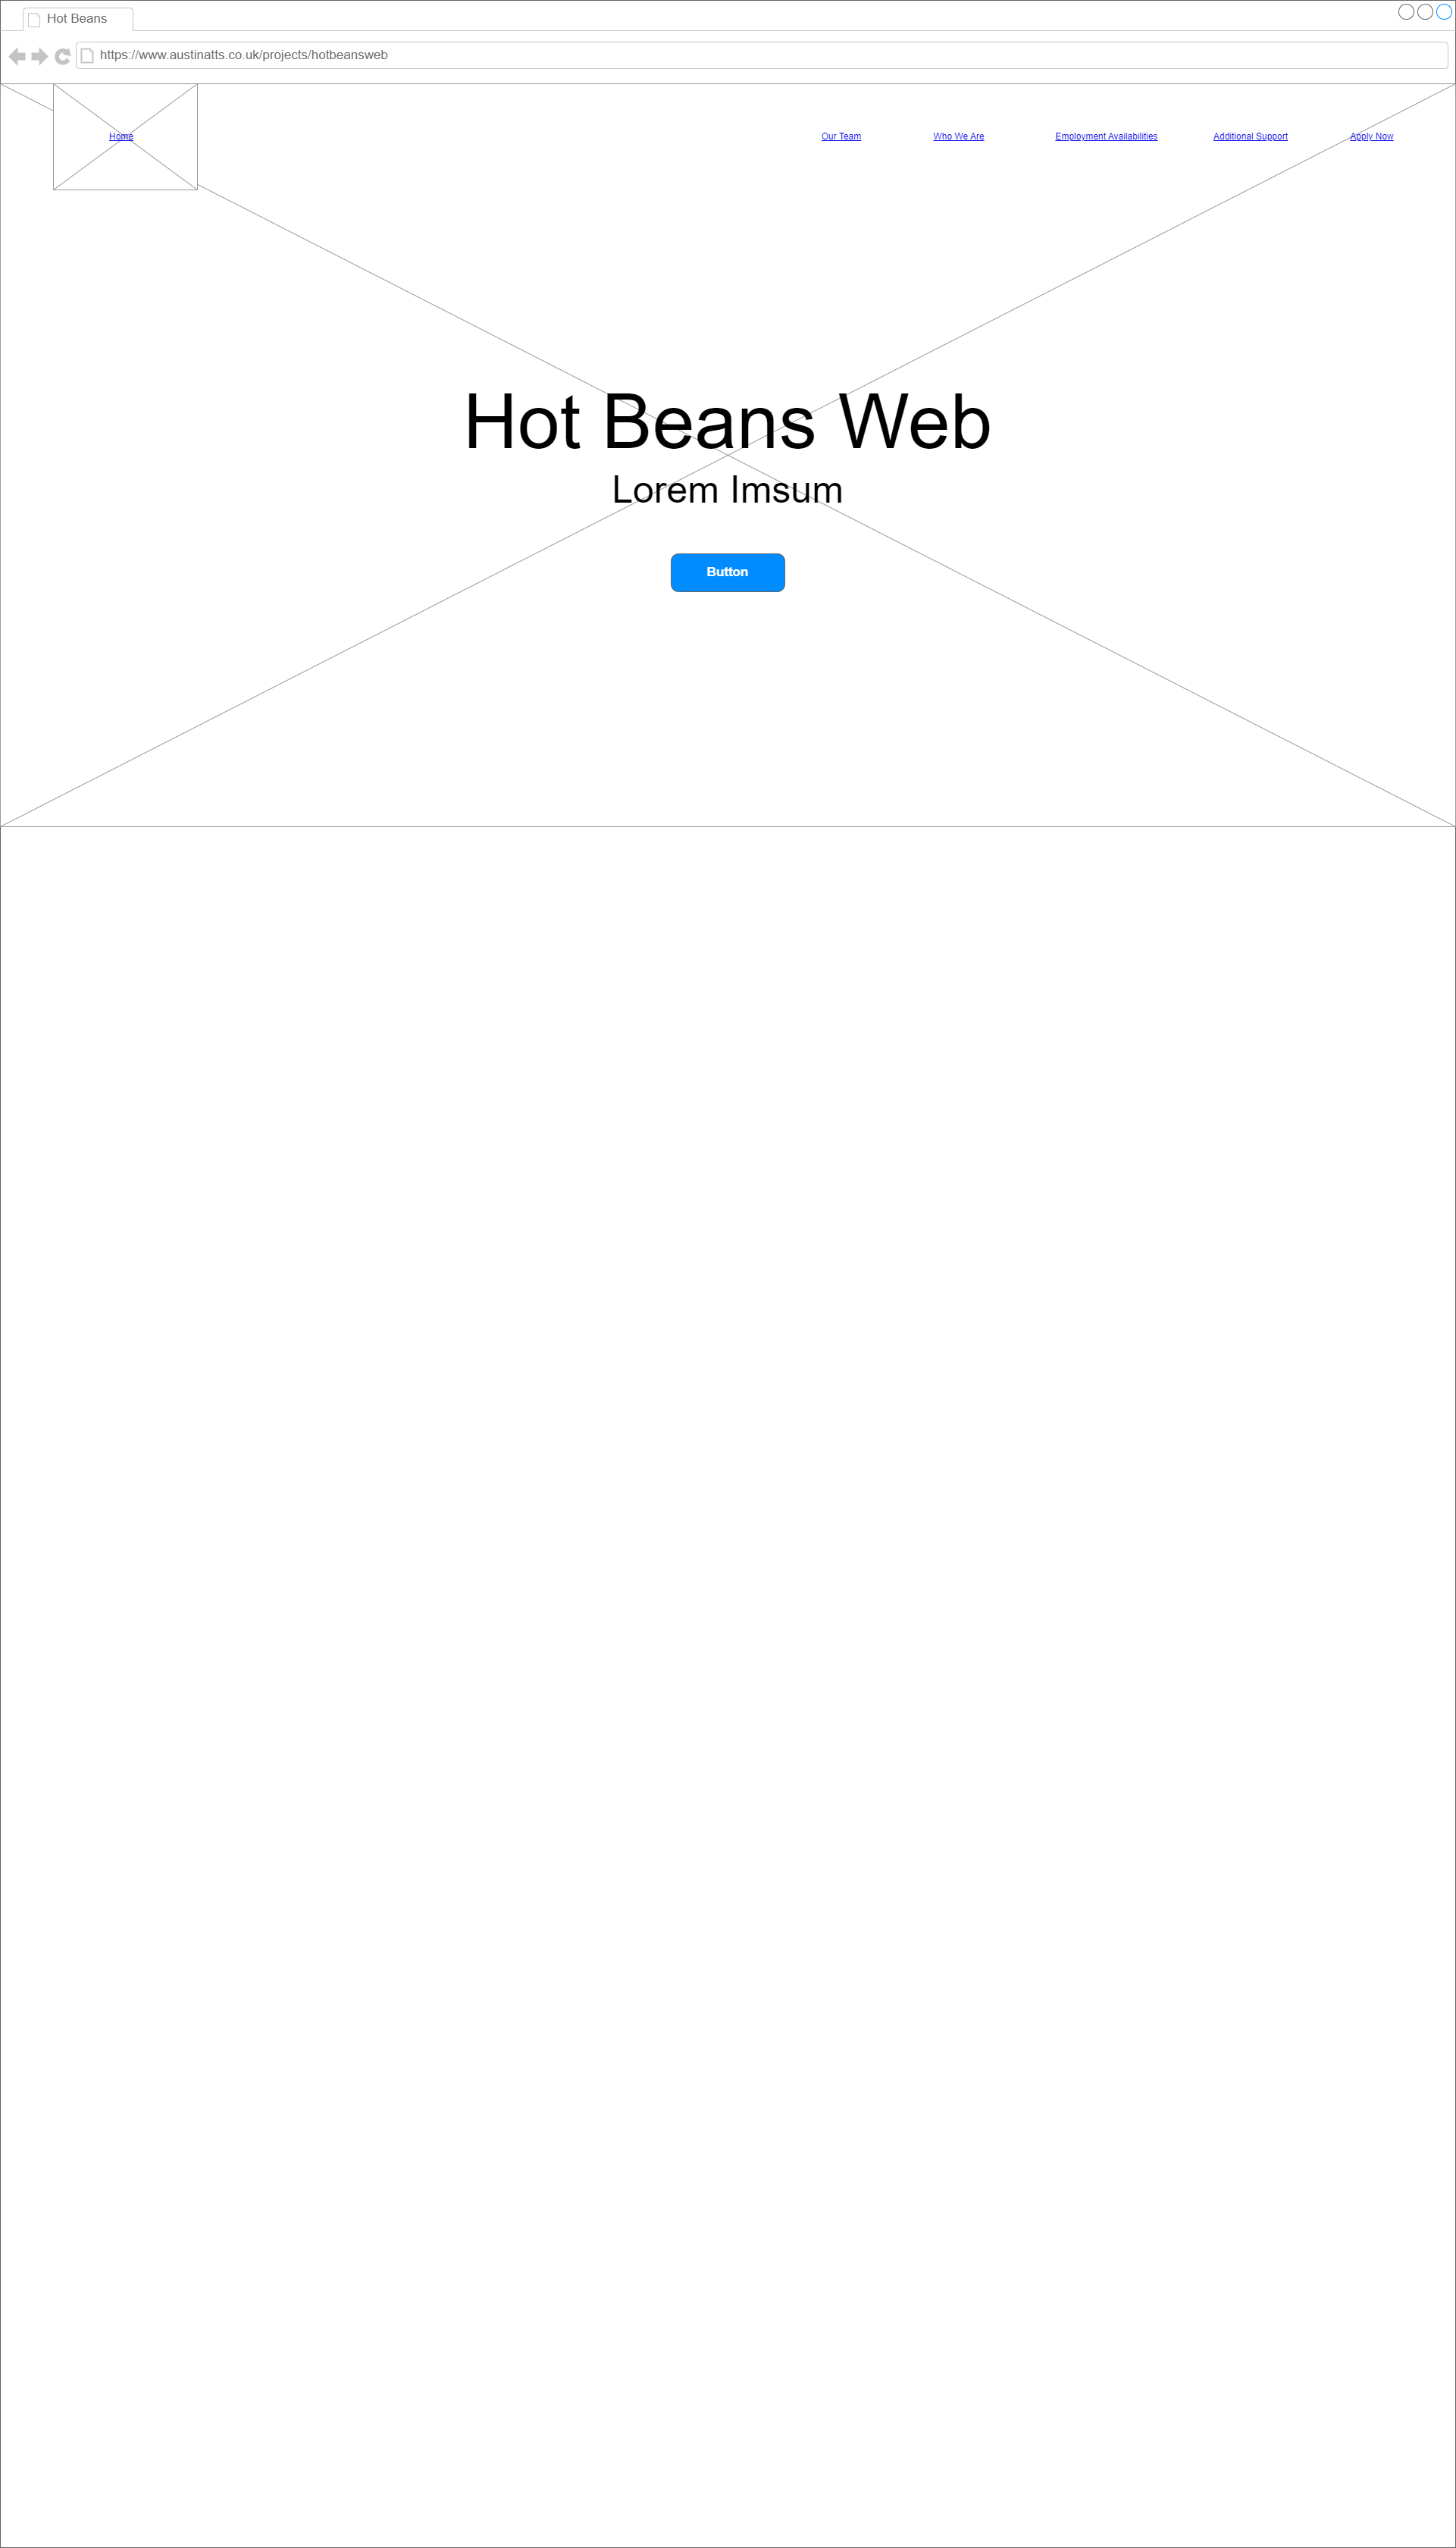 Hot Beans
https://www.austinatts.co.uk/projects/hotbeansweb
Home Our Team Who We Are Employment Availabilities Additional Support Apply Now
Hot Beans Web
Lorem Imsum
Button